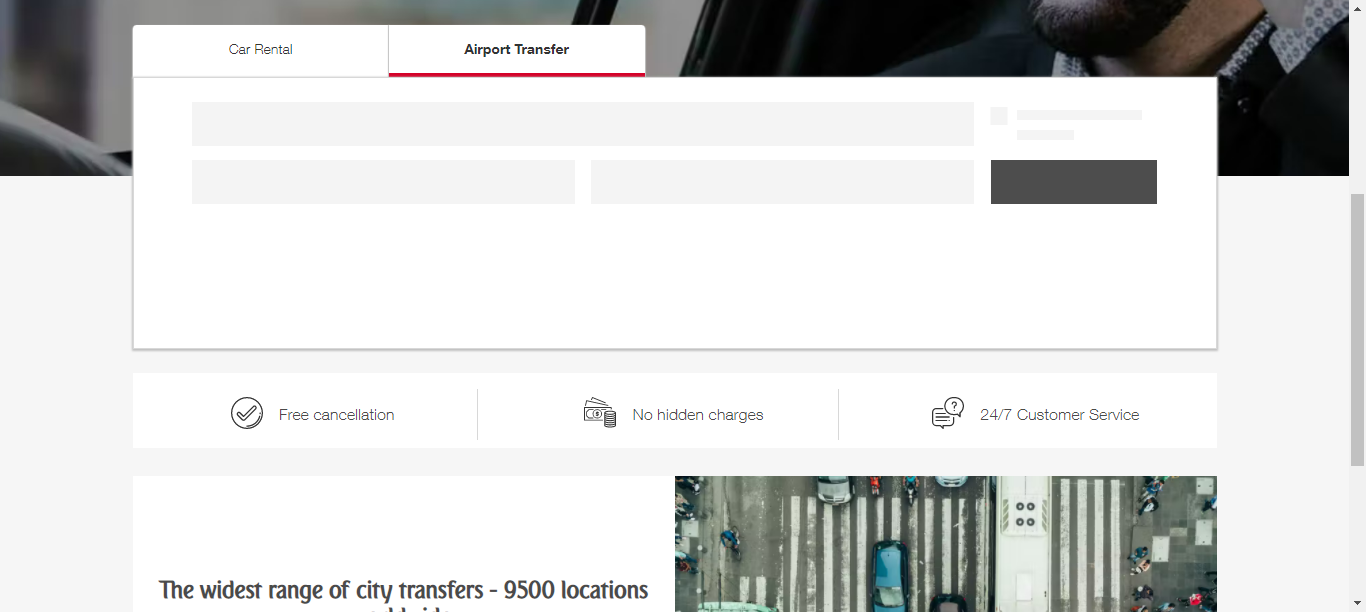 Car Rental
Airport Transfer
Free cancellation
No hidden charges
24/7 Customer Service
The widest range of city transfers - 9500 locations